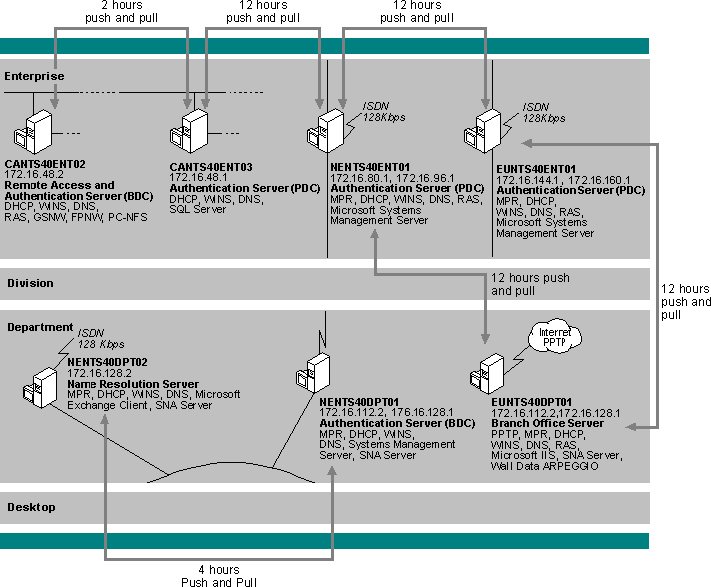 2 hours
push and pull
12 hours
push and pull
12 hours
push and pull
Enterprise
ISDN
128Kbps
ISDN
128Kbps
CANTS40ENT02
172.16.48.2
Remote Access and
Authentication Server (BDC)
DHCP, WINS, DNS,
RAS, GSNW, FPNW, PC-NFS
CANTS40ENT03
172.16.48.1
Authentication Server (PDC)
DHCP, WINS, DNS,
SQL Server
NENTS40ENT01
172.16.80.1, 172.16.96.1
Authentication Server (PDC)
MPR, DHCP, WINS, DNS, RAS,
Microsoft Systems
Management Server
EUNTS40ENT01
172.16.144.1, 172.16.160.1
Authentication Server (PDC)
MPR, DHCP,
WINS, DNS, RAS,
Microsoft Systems
Management Server
Division
12 hours push
and pull
12 hours
push and
pull
Department
ISDN
128 Kbps
NENTS40DPT02
172.16.128.2
Name Resolution Server
MPR, DHCP, WINS, DNS, Microsoft
Exchange Client, SNA Server
NENTS40DPT01
172.16.112.2, 176.16.128.1
Authentication Server (BDC)
MPR, DHCP, WINS,
DNS, Systems Management
Server, SNA Server
Internet
PPTP
EUNTS40DPT01
172.16.112.2,172.16.128.1
Branch Office Server
PPTP, MPR, DHCP,
WINS, DNS, RAS,
Microsoft IIS, SNA Server,
Wall Data ARPEGGIO
Desktop
4 hours
Push and Pull